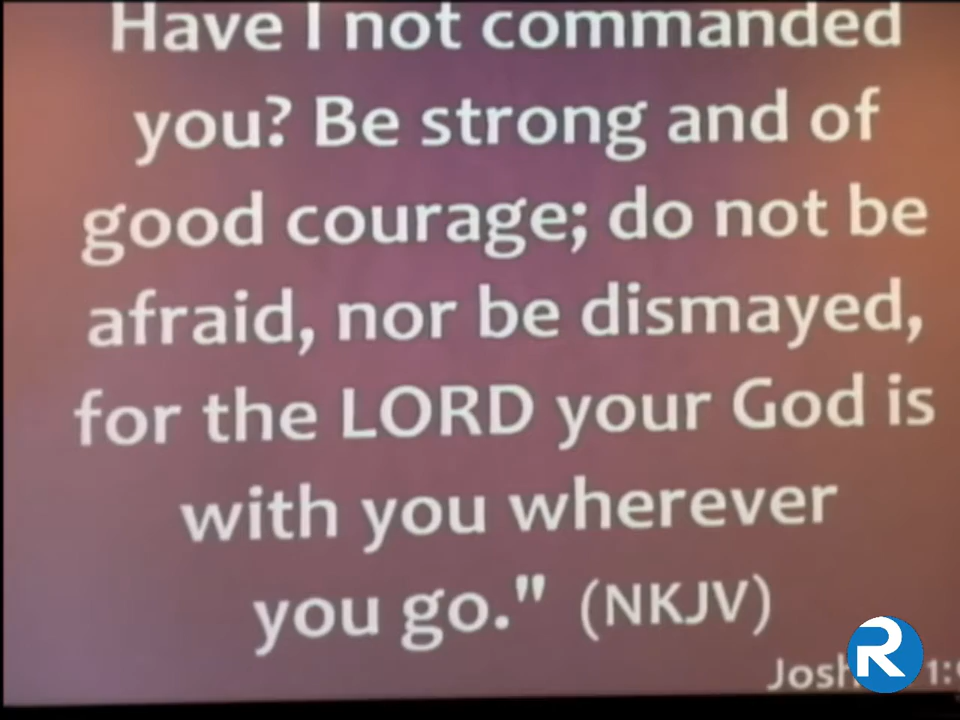 Have I not commanded
you? Be strong and of
good courage; do not be
afraid, nor be dismayed,
for the LORD your God is
with you wherever
you go." (NKJV)
Josh 1:
R